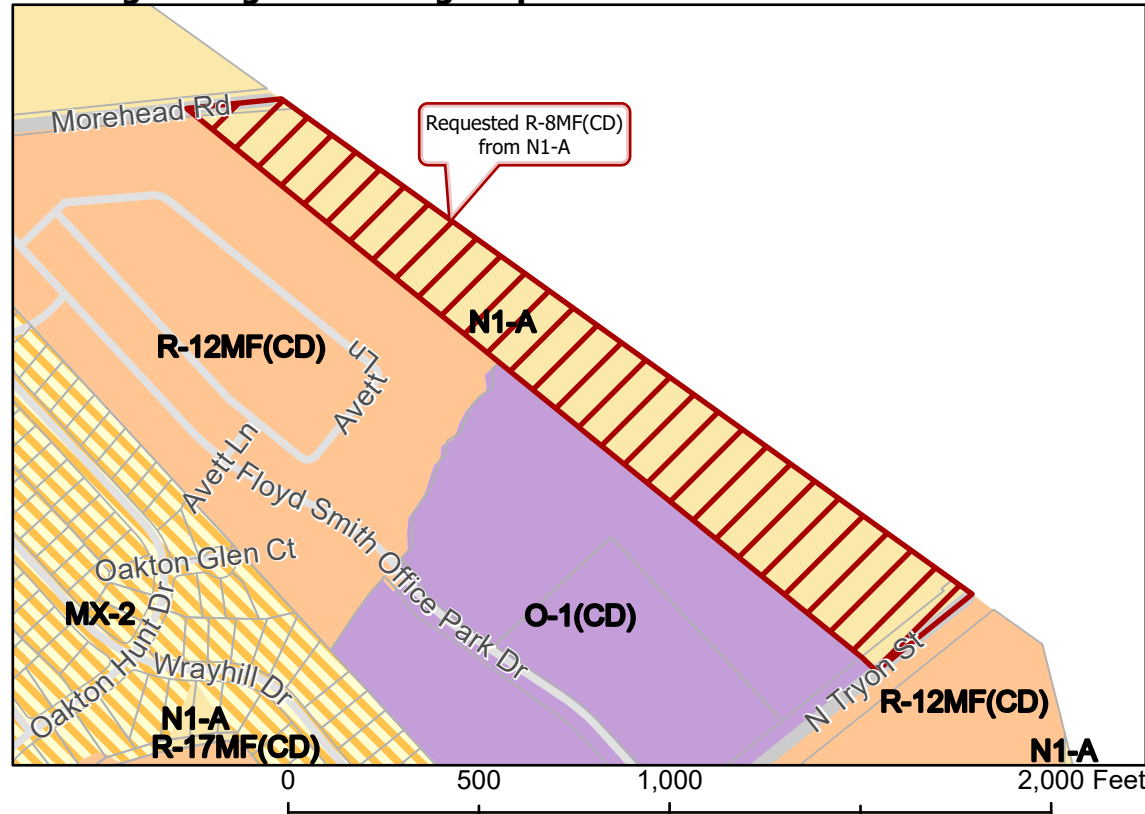 Morehead Rd
Requested R-8MF(CD)
from N1-A
N1-A
R-12MF(CD)
Avett Ln
Avett Ln
Floyd Smith Office Park Dr
Oakton Glen Ct
MX-2
O-1(CD)
Oakton Hunt Dr
Wrayhill Dr
N Tryon St
N1-A
R-12MF(CD)
R-17MF(CD)
N1-A
0 500 1,000 2,000 Feet